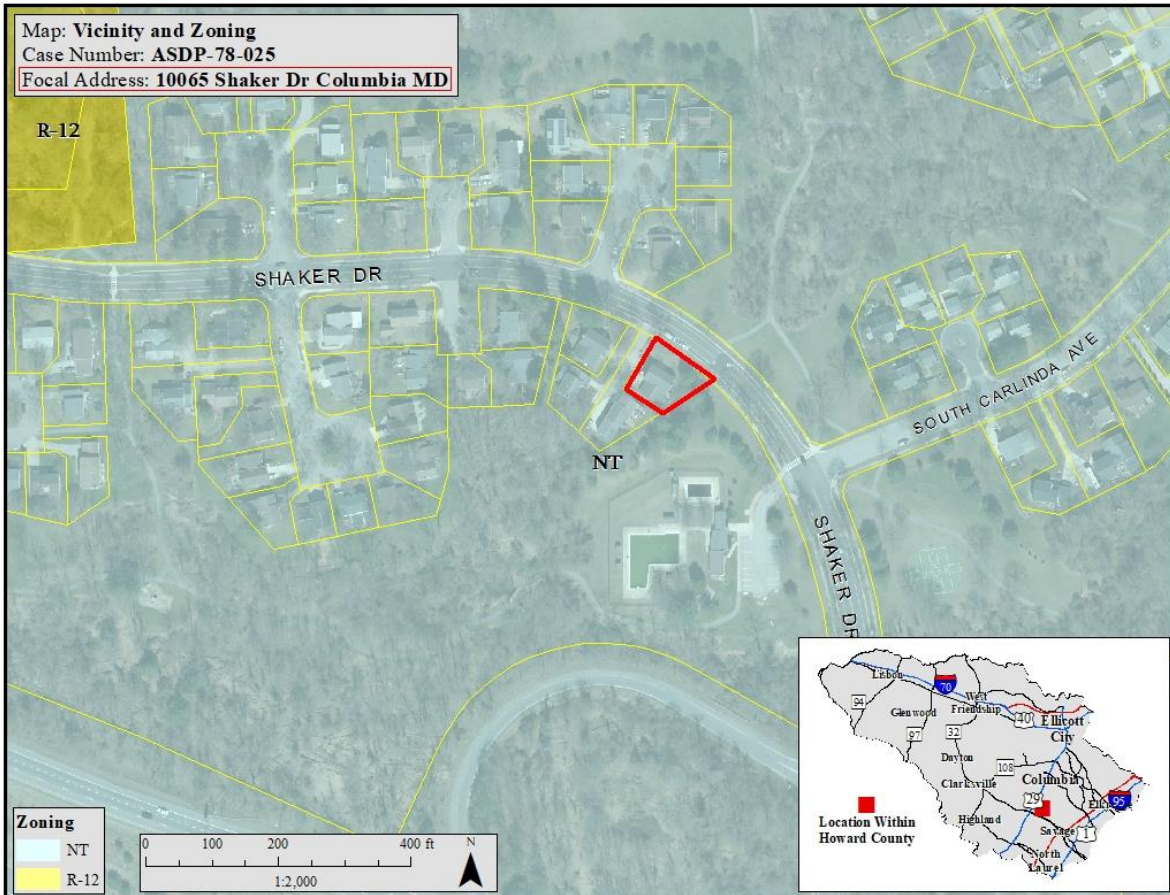 Map: Vicinity and Zoning
Case Number: ASDP-78-025
Focal Address: 10065 Shaker Dr Columbia MD
R-12
SHAKER DR
SOUTH CARLINDA AVE
NT
SHAKER DR
Zoning
NT
R-12
0 100 200 400 ft
1:2,000
N
Lisbon
70
94
West
Friendship
Glenwood
40
Ellicott
City
97
32
Dayton
108
Columbia
Clarksville
29
95
Highland
Savage
1
North
Laurel
Location Within
Howard County